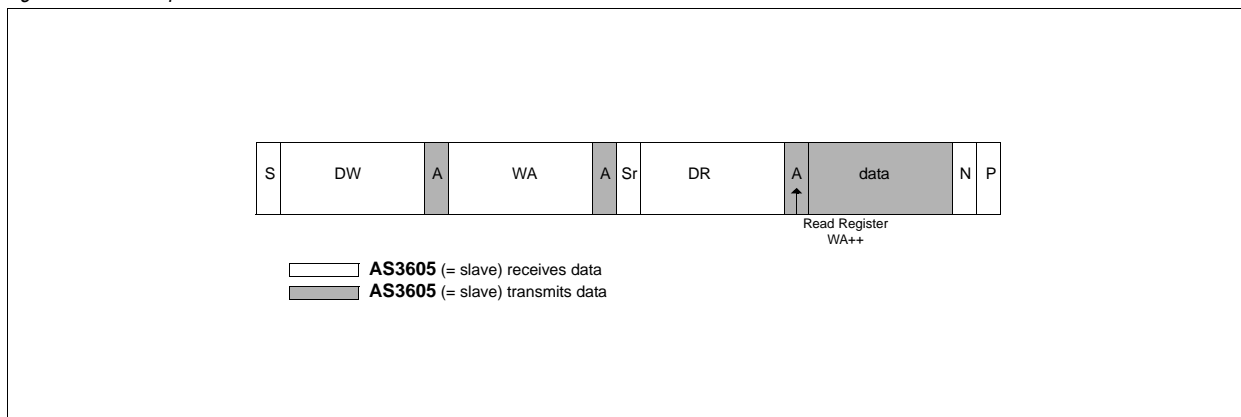 S DW A WA A Sr DR A data N P
Read Register
WA++
AS3605 (= slave) receives data
AS3605 (= slave) transmits data